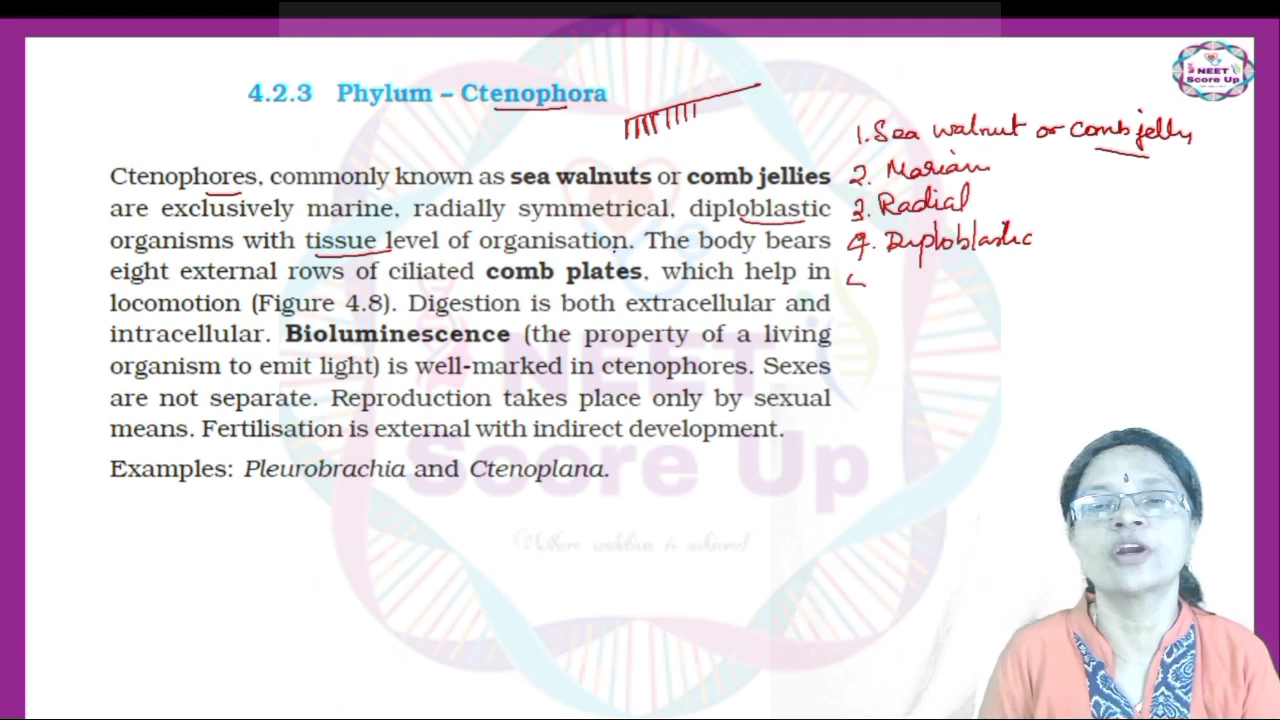 4.2.3 Phylum – Ctenophora
Ctenophores, commonly known as sea walnuts or comb jellies
are exclusively marine, radially symmetrical, diploblastic
organisms with tissue level of organisation. The body bears
eight external rows of ciliated comb plates, which help in
locomotion (Figure 4.8). Digestion is both extracellular and
intracellular. Bioluminescence (the property of a living
organism to emit light) is well-marked in ctenophores. Sexes
are not separate. Reproduction takes place only by sexual
means. Fertilisation is external with indirect development.
Examples: Pleurobrachia and Ctenoplana.
1. Sea walnut or comb jelly
2. Marian
3. Radial
4. Diploblastic
NEET
Score Up
NEET
Score Up